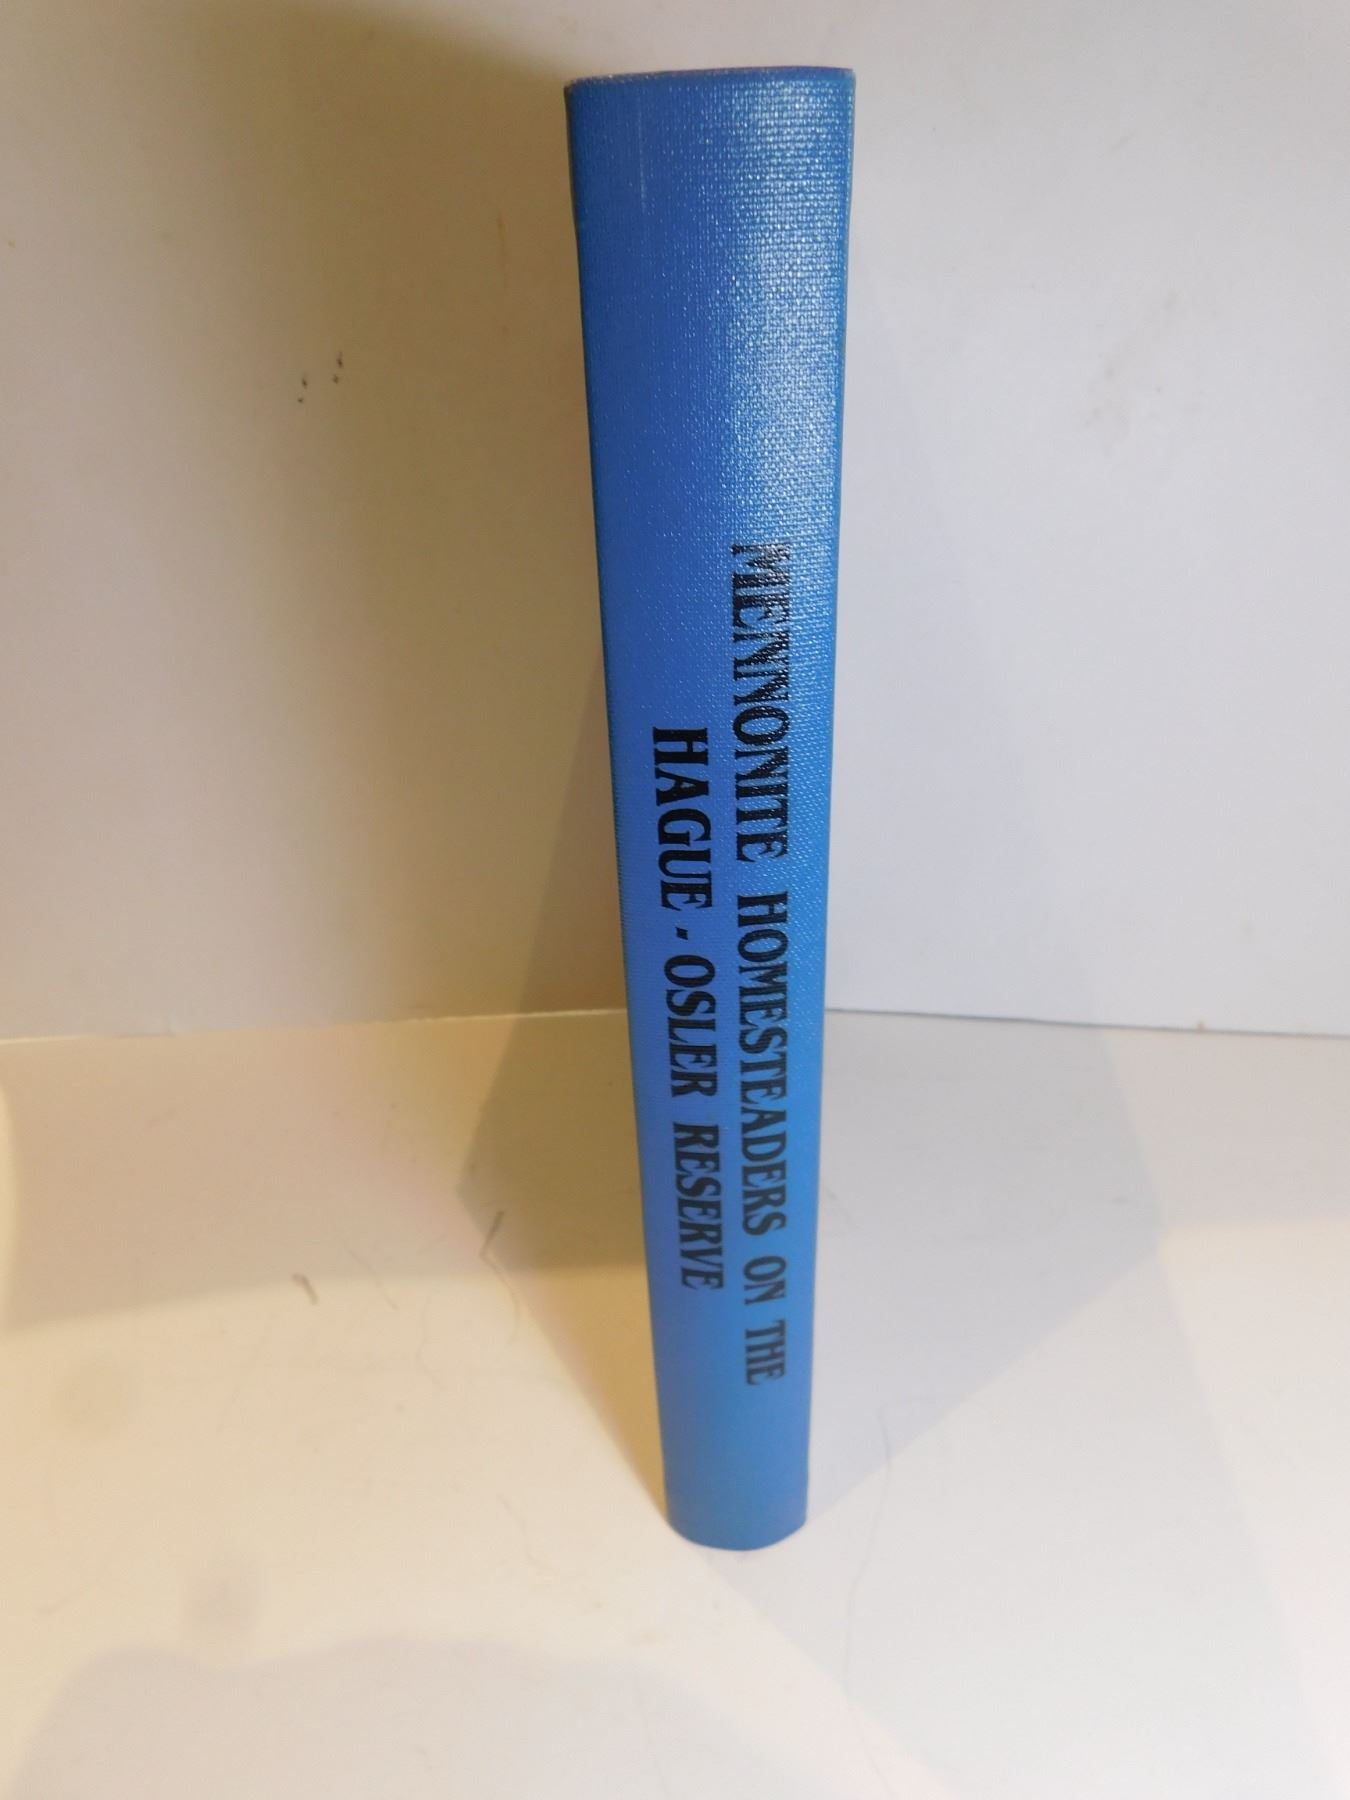 MENNONITE HOMESTEADERS ON THE
HAGUE - OSLER RESERVE